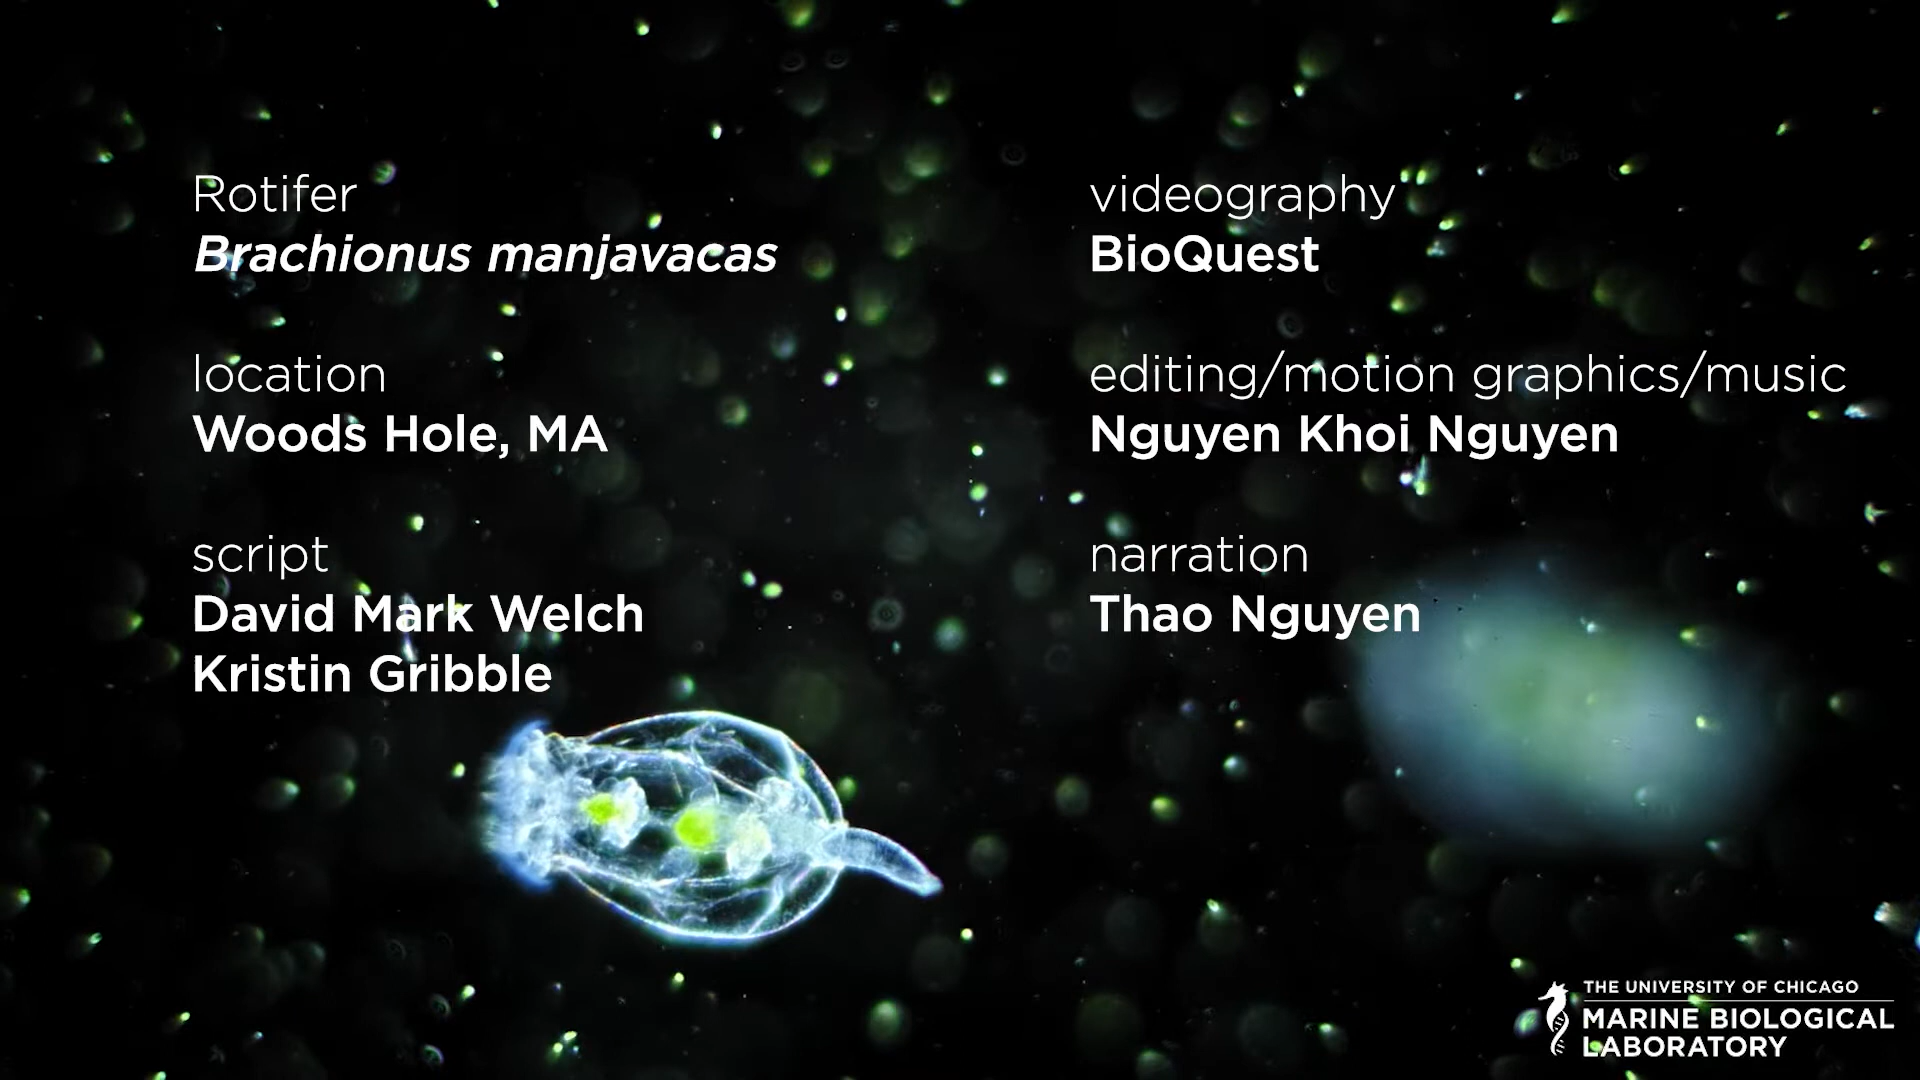 Rotifer
Brachionus manjavacas
location
Woods Hole, MA
script
David Mark Welch
Kristin Gribble
videography
BioQuest
editing/motion graphics/music
Nguyen Khoi Nguyen
narration
Thao Nguyen
THE UNIVERSITY OF CHICAGO
MARINE BIOLOGICAL
LABORATORY